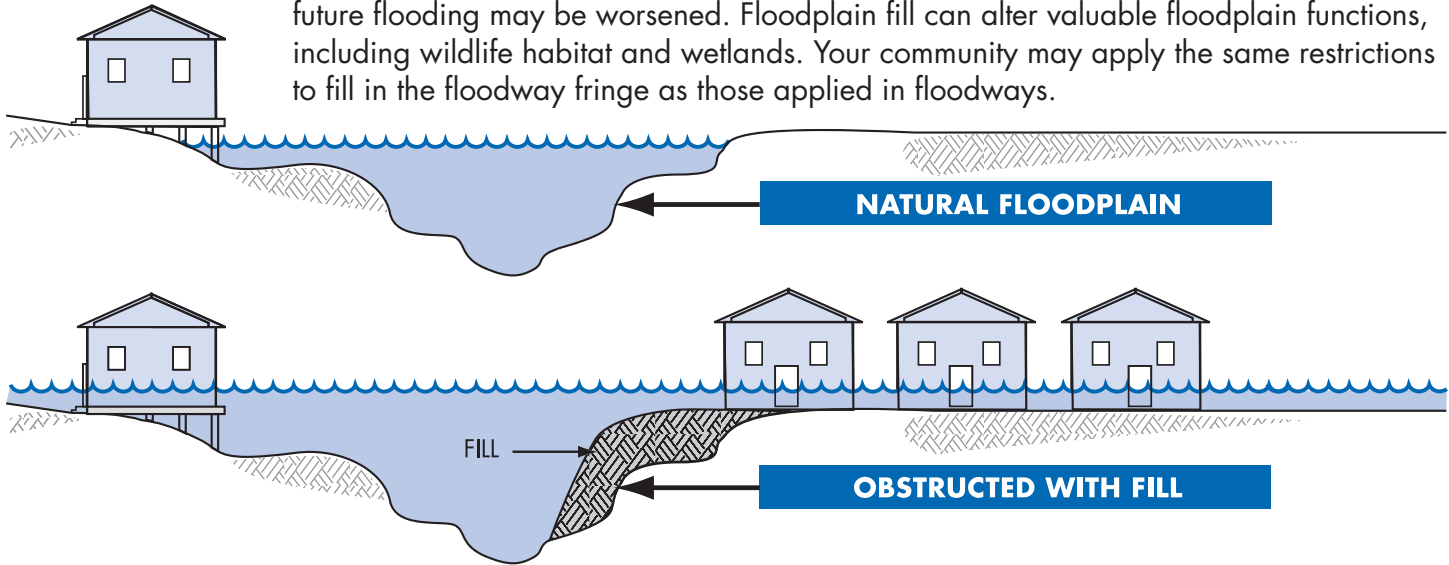 future flooding may be worsened. Floodplain fill can alter valuable floodplain functions,
including wildlife habitat and wetlands. Your community may apply the same restrictions
to fill in the floodway fringe as those applied in floodways.
NATURAL FLOODPLAIN
FILL
OBSTRUCTED WITH FILL